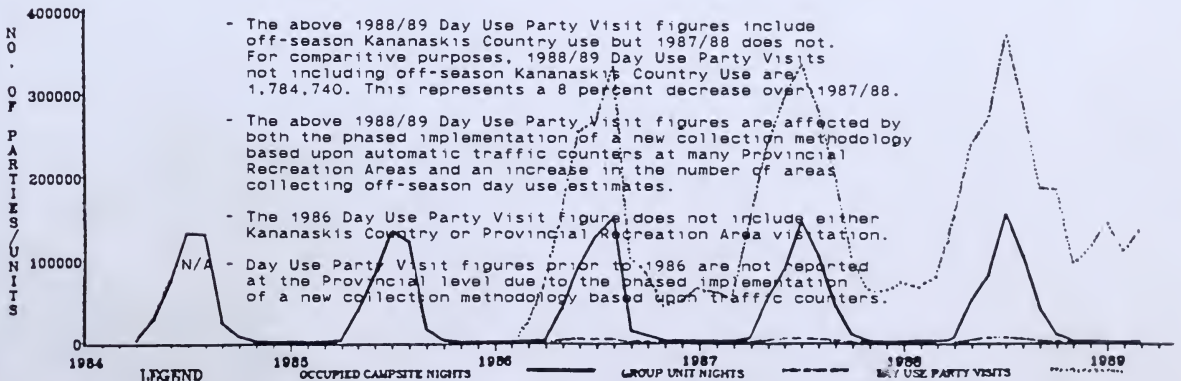 400000
300000
200000
100000
0
NO. OF PARTIES/UNITS
- The above 1988/89 Day Use Party Visit figures include
off-season Kananaskis Country use but 1987/88 does not.
For comparitive purposes, 1988/89 Day Use Party Visits
not including off-season Kananaskis Country Use are
1,784,740. This represents a 8 percent decrease over 1987/88.
- The above 1988/89 Day Use Party Visit figures are affected by
both the phased implementation of a new collection methodology
based upon automatic traffic counters at many Provincial
Recreation Areas and an increase in the number of areas
collecting off-season day use estimates.
- The 1986 Day Use Party Visit figure does not include either
Kananaskis Country or Provincial Recreation Area visitation.
N/A
- Day Use Party Visit figures prior to 1986 are not reported
at the Provincial level due to the phased implementation
of a new collection methodology based upon traffic counters.
1984 1985 1986 1987 1988 1989
LEGEND OCCUPIED CAMPSITE NIGHTS GROUP UNIT NIGHTS DAY USE PARTY VISITS